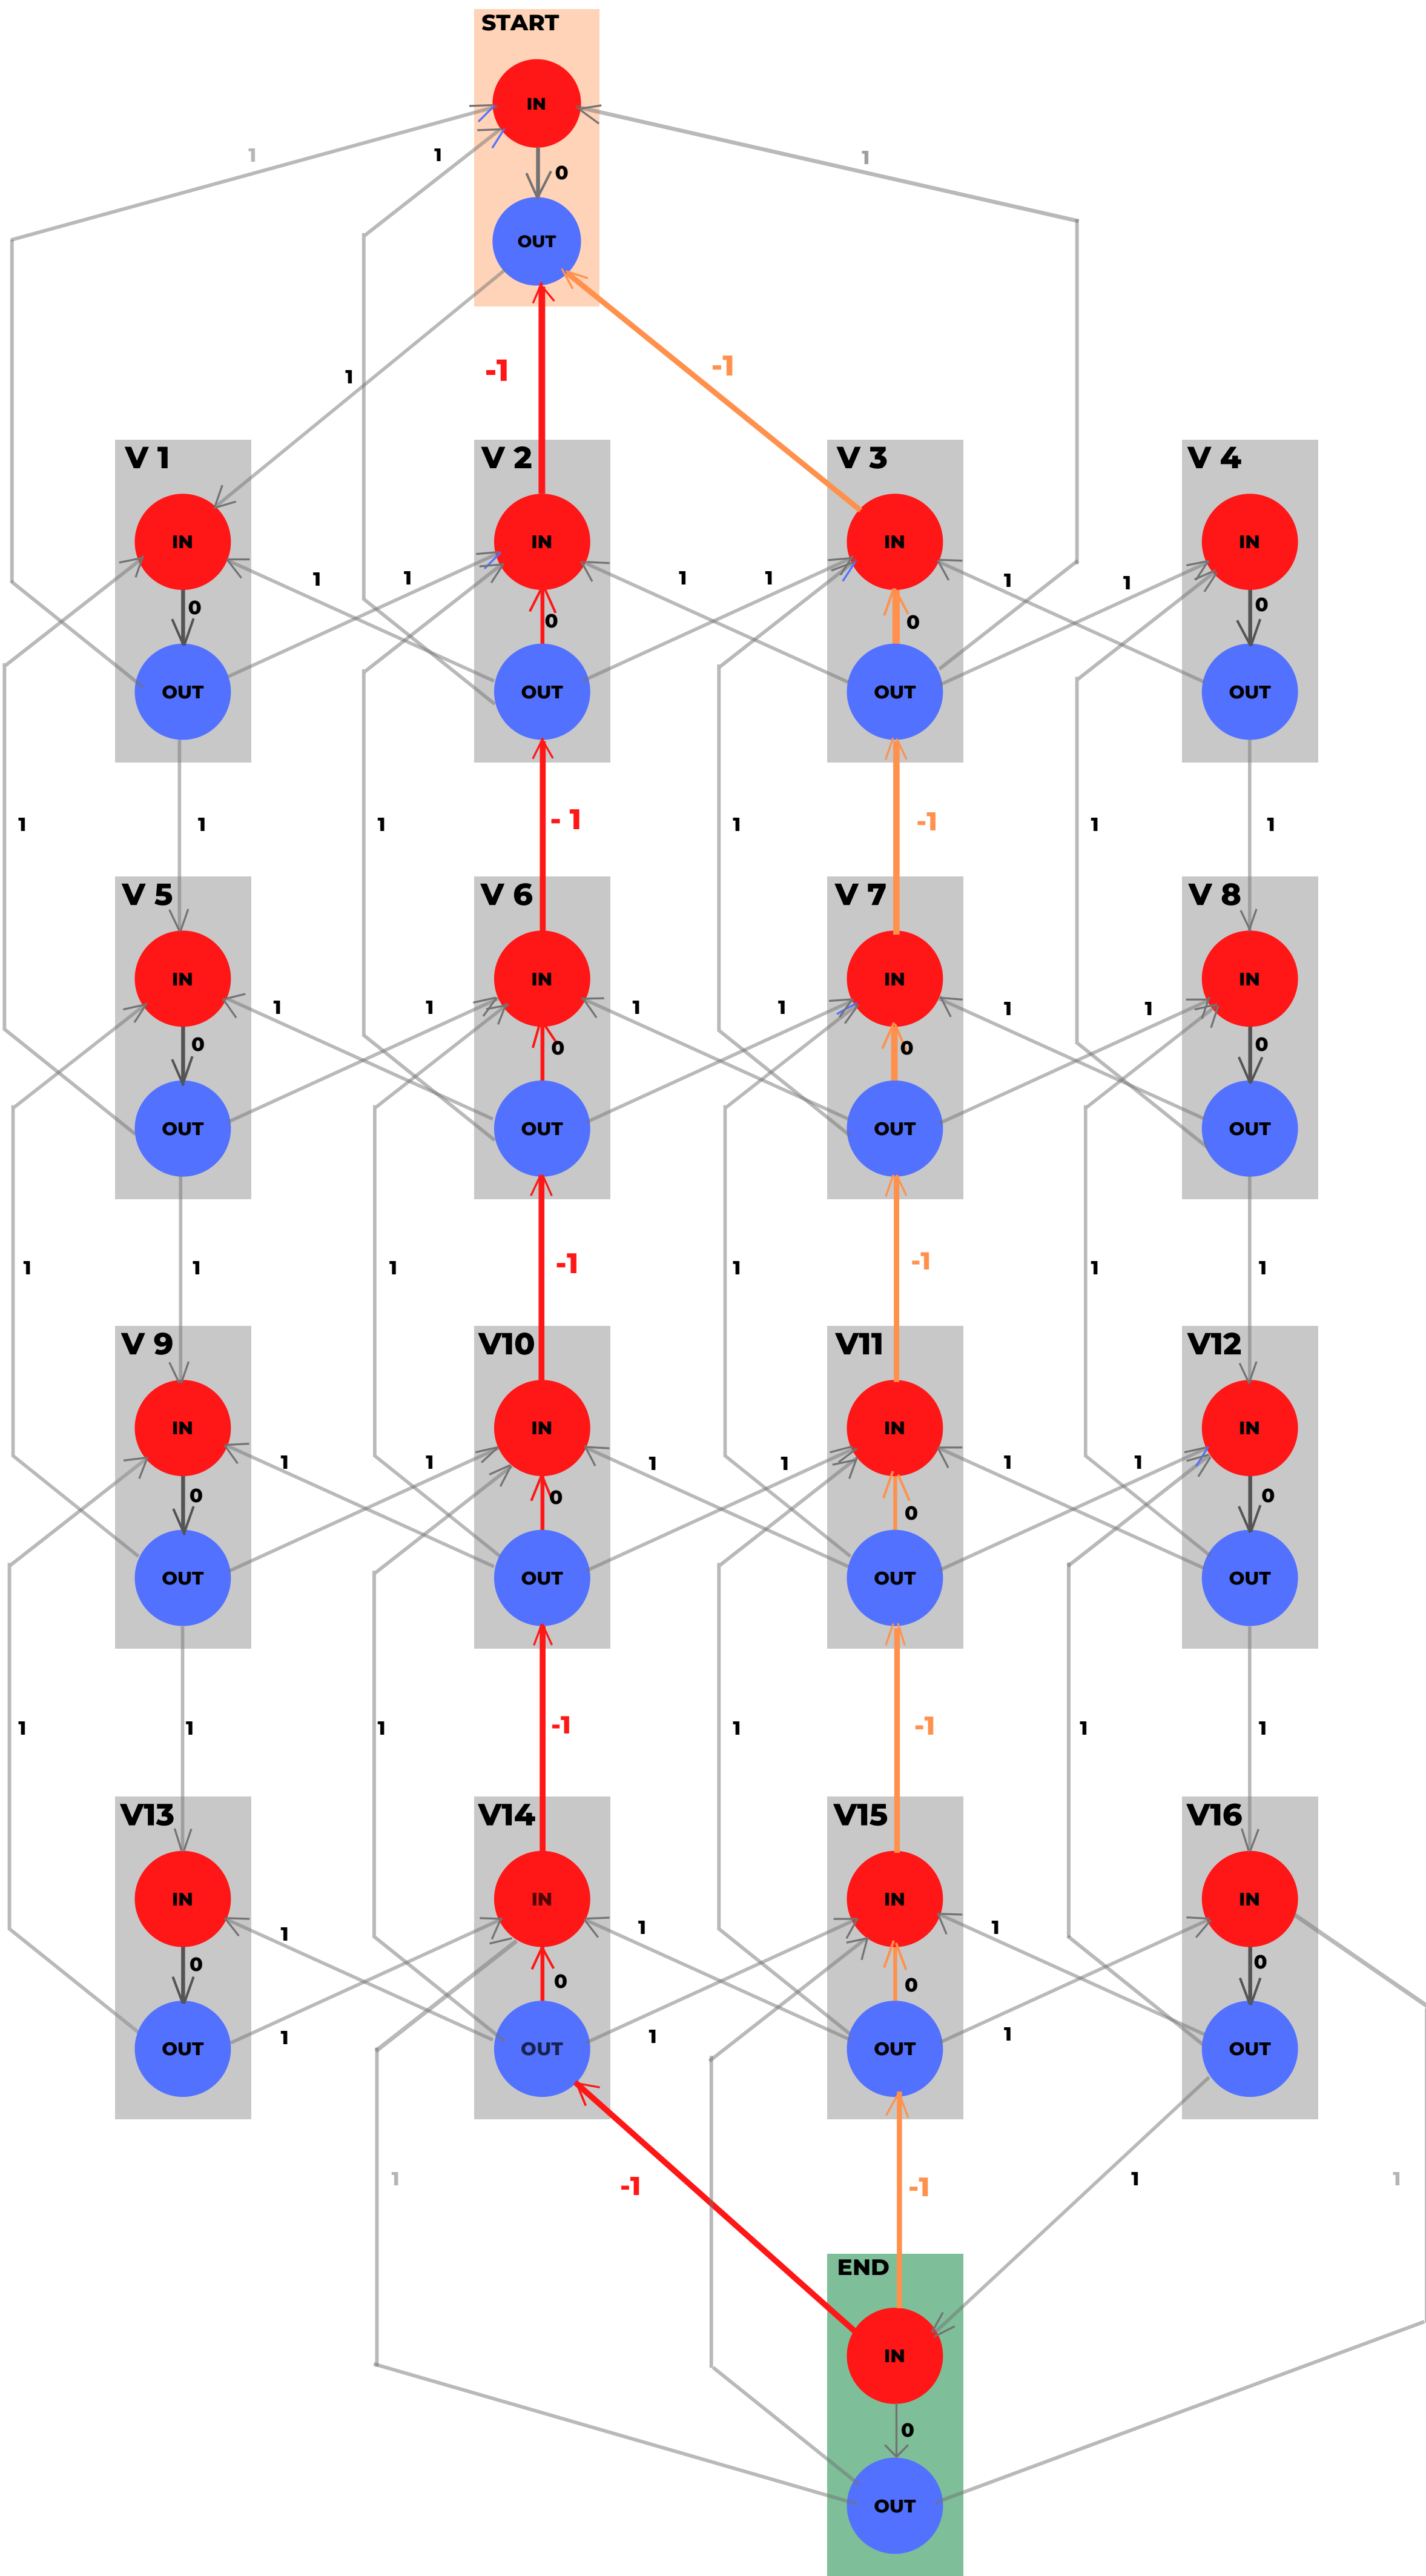 START
IN
1 1 1
0
OUT
-1 -1
1
V 1 V 2 V 3 V 4
IN IN IN IN
1 1 1 1 1 1
0 0 0 0
OUT OUT OUT OUT
1 1 1 - 1 1 -1 1 1
V 5 V 6 V 7 V 8
IN IN IN IN
1 1 1 1 1 1
0 0 0 0
OUT OUT OUT OUT
1 1 1 -1 1 -1 1 1
V 9 V10 V11 V12
IN IN IN IN
1 1 1 1 1 1
0 0 0 0
OUT OUT OUT OUT
1 1 1 -1 1 -1 1 1
V13 V14 V15 V16
IN IN IN IN
1 1 1
0 0 0 0
OUT OUT OUT OUT
1 1 1
1 -1 -1 1 1
END
IN
0
OUT